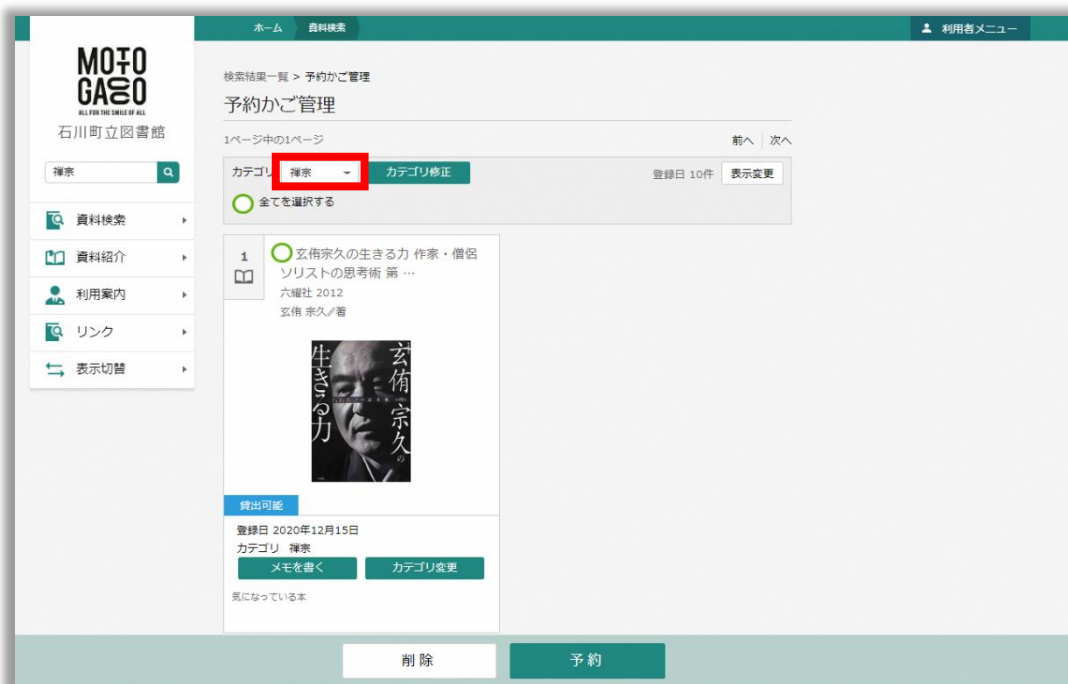 ホーム 資料検索
利用者メニュー
MOTO
GACO
ALL FOR THE SMILE OF ALL
石川町立図書館
禅宗
資料検索
資料紹介
利用案内
リンク
表示切替
検索結果一覧 > 予約かご管理
予約かご管理
1ページ中の1ページ
前へ 次へ
カテゴリ 禅宗 カテゴリ修正 登録日 10件 表示変更
全てを選択する
1
玄侑宗久の生きる力 作家・僧侶
ソリストの思考術 第 …
六耀社 2012
玄侑 宗久／著
玄侑宗久の
生きる力
貸出可能
登録日 2020年12月15日
カテゴリ 禅宗
メモを書く カテゴリ変更
気になっている本
削除 予約